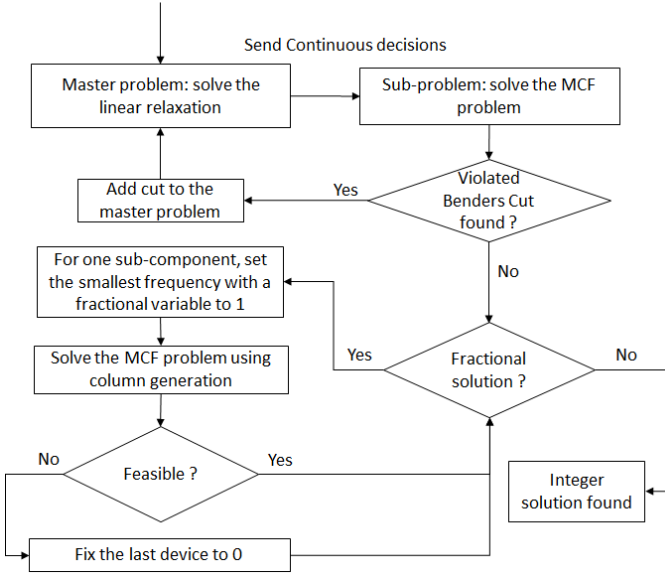 Send Continuous decisions
Master problem: solve the
linear relaxation
Sub-problem: solve the MCF
problem
Violated
Benders Cut
found ?
Yes
Add cut to the
master problem
No
For one sub-component, set
the smallest frequency with a
fractional variable to 1
Solve the MCF problem using
column generation
Yes
Fractional
solution ?
No
No
Feasible ?
Yes
Integer
solution found
Fix the last device to 0